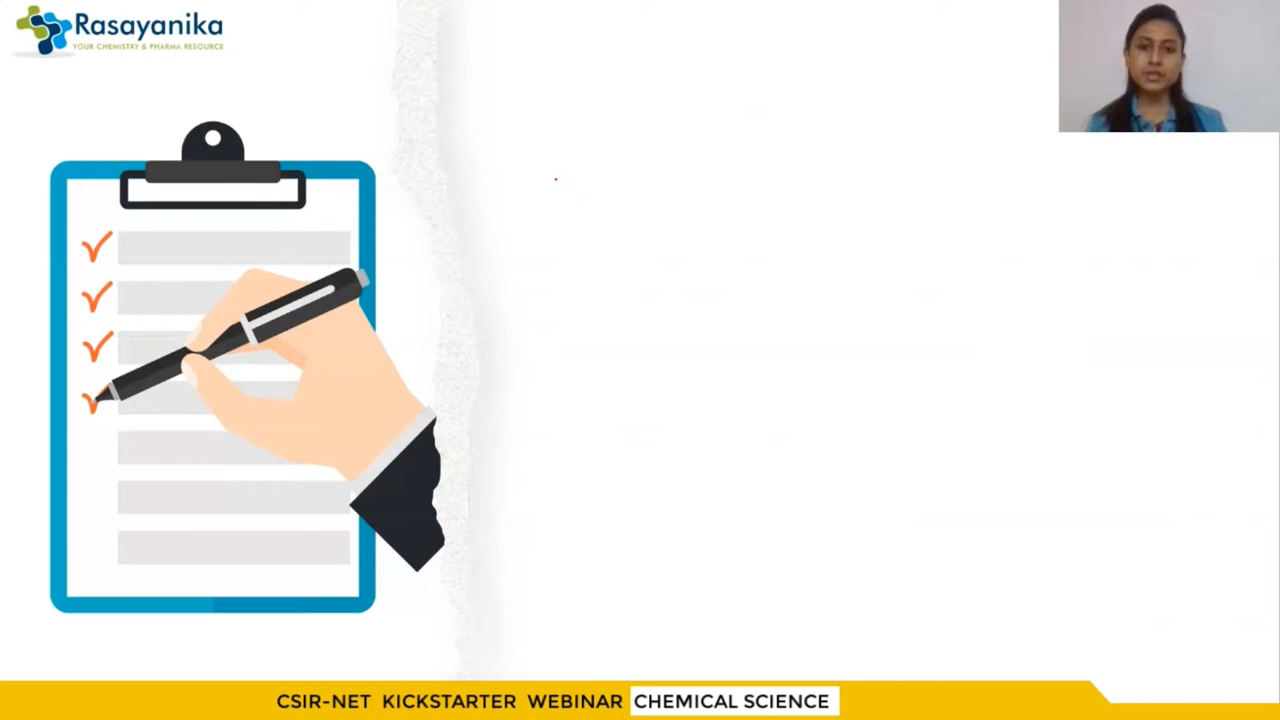 Rasayanika
YOUR CHEMISTRY & PHARMA RESOURCE
CSIR-NET KICKSTARTER WEBINAR CHEMICAL SCIENCE